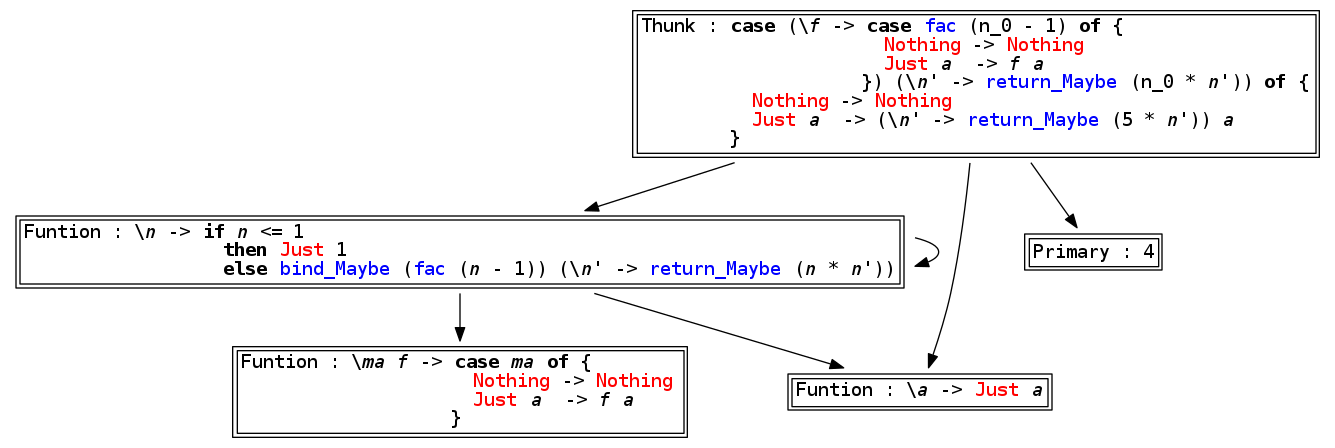 Thunk : case (\f -> case fac (n_0 - 1) of {
Nothing -> Nothing
Just a  -> f a
}) (\n' -> return_Maybe (n_0 * n')) of {
Nothing -> Nothing
Just a  -> (\n' -> return_Maybe (5 * n')) a
}
Funtion : \n -> if n <= 1
then Just 1
else bind_Maybe (fac (n - 1)) (\n' -> return_Maybe (n * n'))
Primary : 4
Funtion : \ma f -> case ma of {
Nothing -> Nothing
Just a  -> f a
}
Funtion : \a -> Just a